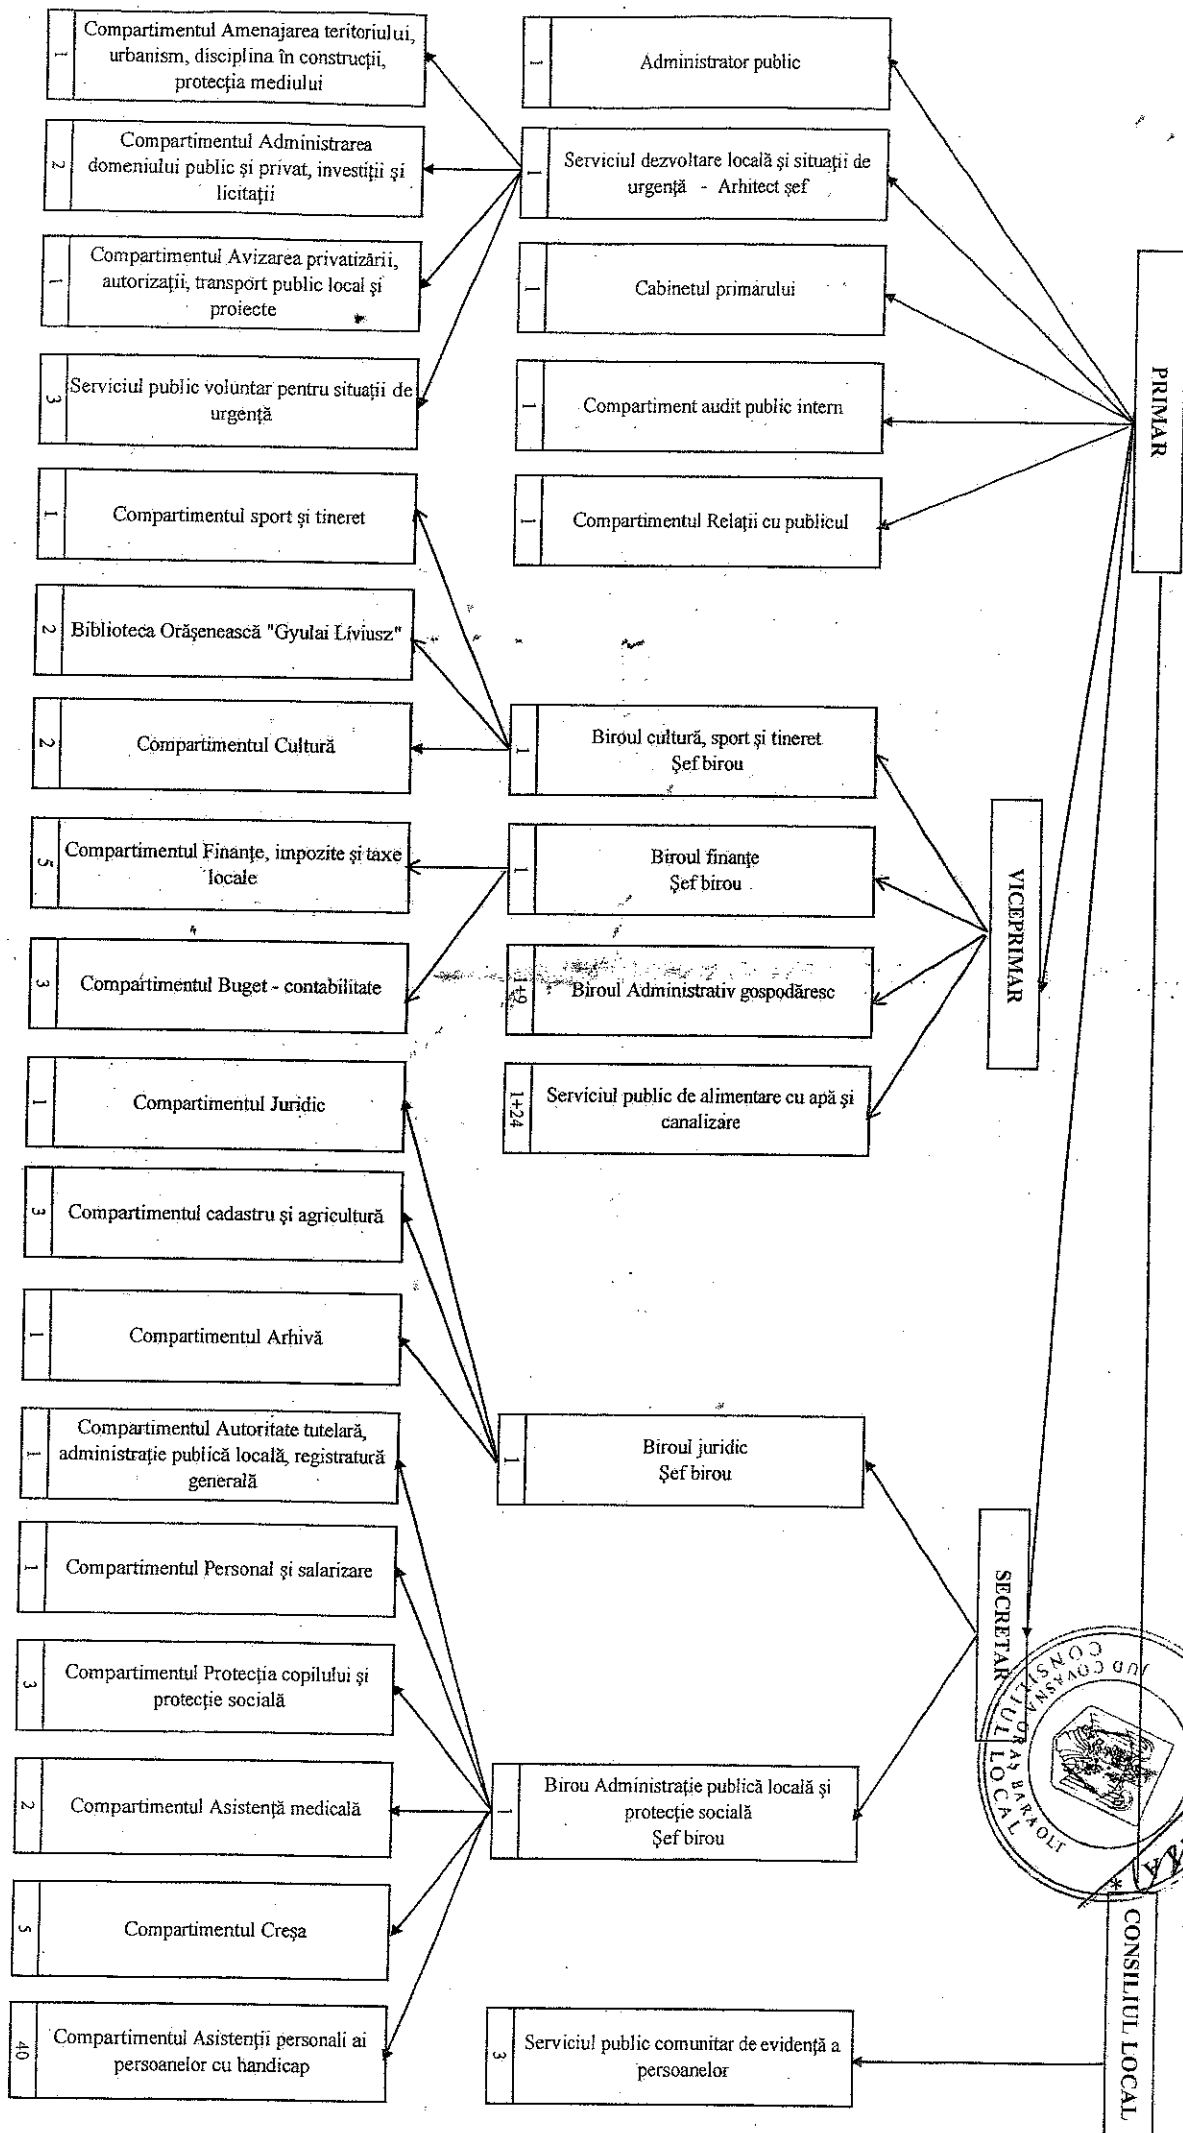 PRIMAR
CONSILIUL LOCAL
VICEPRIMAR
SECRETAR
JUD COVASNA ORAȘ BARAOLT
CONSILIUL LOCAL
*
Administrator public
1
Serviciul dezvoltare locală și situații de
urgență - Arhitect șef
1
Cabinetul primarului
1
Compartiment audit public intern
1
Compartimentul Relații cu publicul
1
Biroul cultură, sport și tineret
Șef birou
1
Biroul finanțe
Șef birou
1
Biroul Administrativ gospodăresc
1+9
Serviciul public de alimentare cu apă și
canalizare
1+24
Biroul juridic
Șef birou
1
Birou Administrație publică locală și
protecție socială
Șef birou
1
Serviciul public comunitar de evidență a
persoanelor
3
Compartimentul Amenajarea teritoriului,
urbanism, disciplina în construcții,
protecția mediului
1
Compartimentul Administrarea
domeniului public și privat, investiții și
licitații
2
Compartimentul Avizarea privatizării,
autorizații, transport public local și
proiecte
1
Serviciul public voluntar pentru situații de
urgență
3
Compartimentul sport și tineret
1
Biblioteca Orășenească "Gyulai Líviusz"
2
Compartimentul Cultură
2
Compartimentul Finanțe, impozite și taxe
locale
5
Compartimentul Buget - contabilitate
3
Compartimentul Juridic
1
Compartimentul cadastru și agricultură
3
Compartimentul Arhivă
1
Compartimentul Autoritate tutelară,
administrație publică locală, registratură
generală
1
Compartimentul Personal și salarizare
1
Compartimentul Protecția copilului și
protecție socială
3
Compartimentul Asistență medicală
2
Compartimentul Creșa
5
Compartimentul Asistenții personali ai
persoanelor cu handicap
40